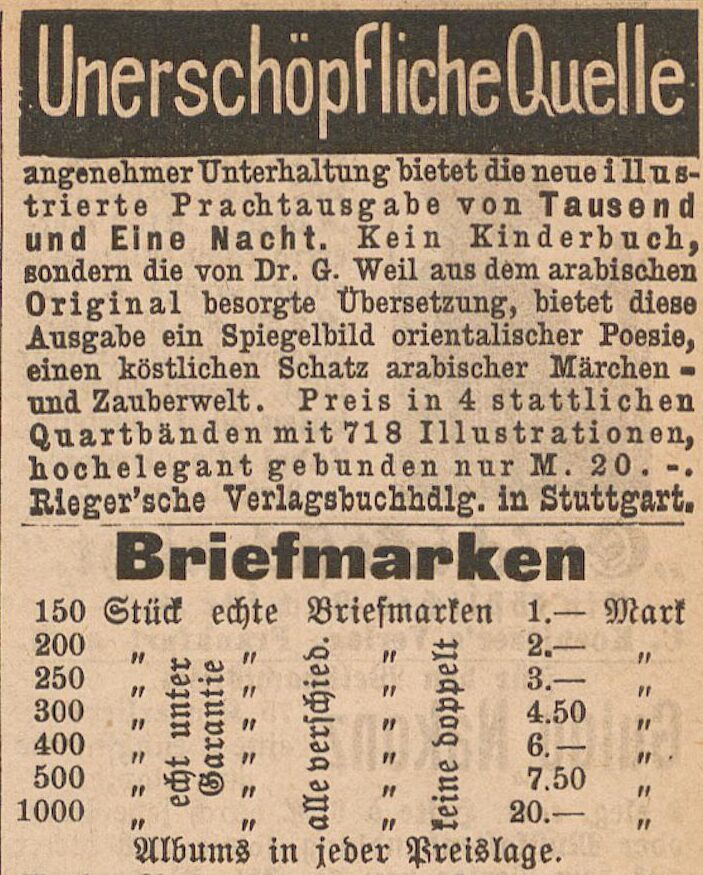 Unerschöpfliche Quelle
angenehmer Unterhaltung bietet die neue illus-
trierte Prachtausgabe von Tausend
und Eine Nacht. Kein Kinderbuch,
sondern die von Dr. G. Weil aus dem arabischen
Original besorgte Übersetzung, bietet diese
Ausgabe ein Spiegelbild orientalischer Poesie,
einen köstlichen Schatz arabischer Märchen-
und Zauberwelt. Preis in 4 stattlichen
Quartbänden mit 718 Illustrationen,
hochelegant gebunden nur M. 20.-.
Rieger'sche Verlagsbuchhdlg. in Stuttgart.
Briefmarken
150 Stück echte Briefmarken 1.— Mark
200 „ „ „ 2.— „
250 „ „ „ 3.— „
300 „ „ „ 4.50 „
400 „ „ „ 6.— „
500 „ „ „ 7.50 „
1000 „ „ „ 20.— „
echt unter
Garantie
alle verschied.
keine doppelt
Albums in jeder Preislage.